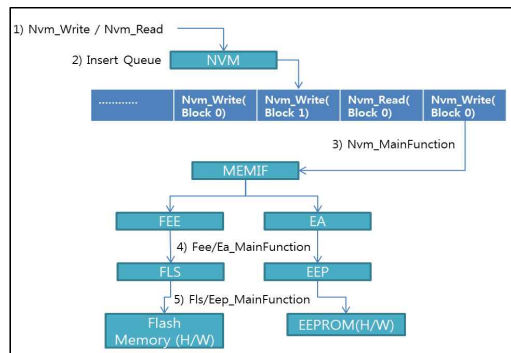 1) Nvm_Write / Nvm_Read
2) Insert Queue
NVM
............
Nvm_Write(
Block 0)
Nvm_Write(
Block 1)
Nvm_Read(
Block 0)
Nvm_Write(
Block 0)
3) Nvm_MainFunction
MEMIF
FEE
EA
4) Fee/Ea_MainFunction
FLS
EEP
5) Fls/Eep_MainFunction
Flash
Memory (H/W)
EEPROM(H/W)